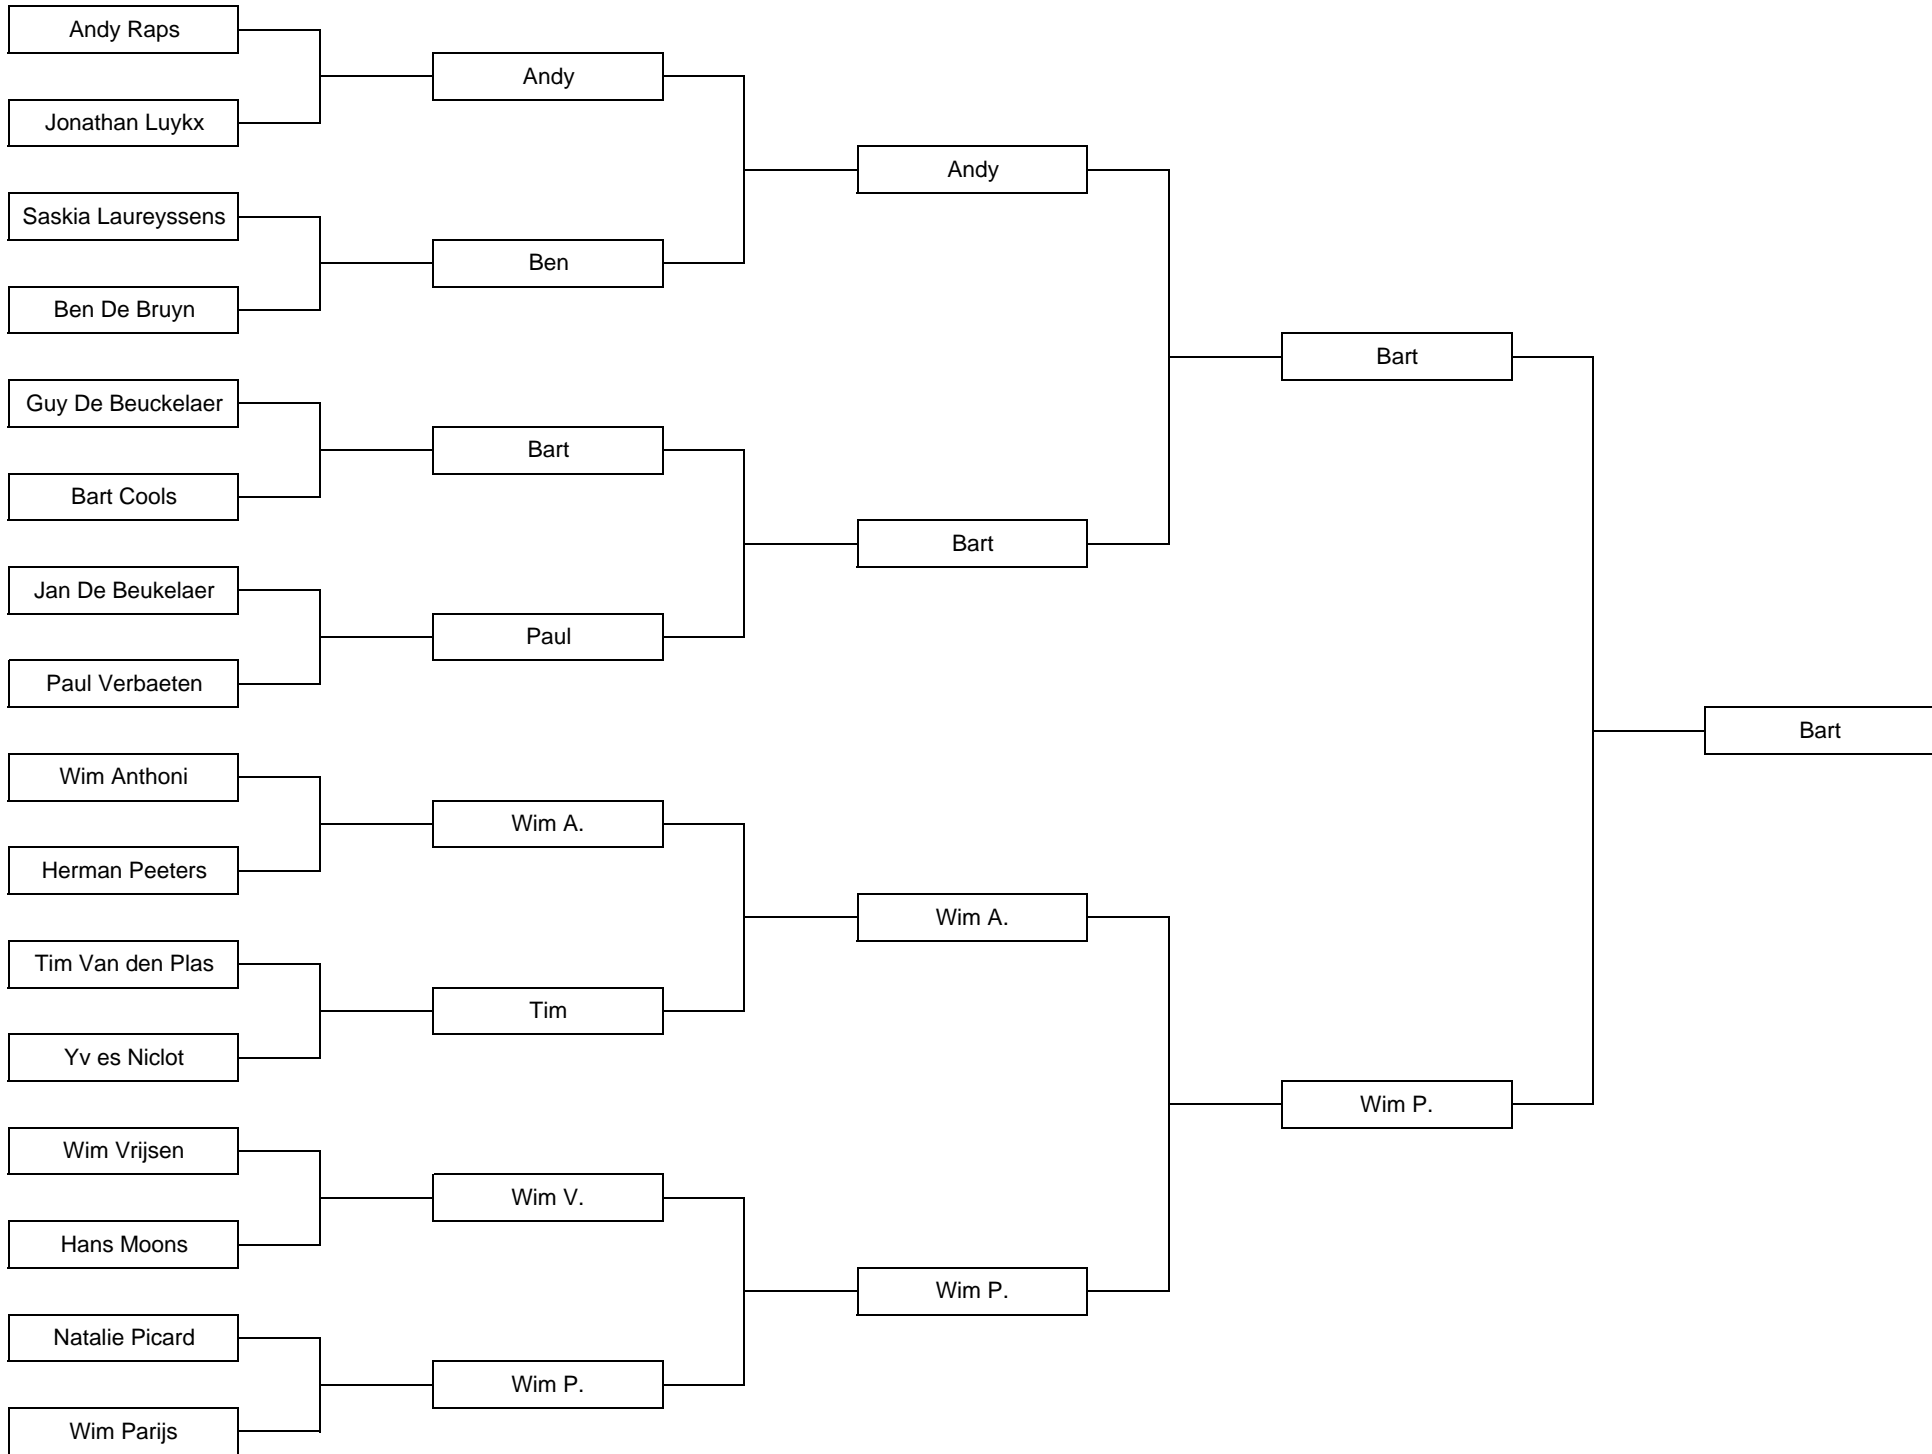 Andy Raps
Jonathan Luykx
Saskia Laureyssens
Ben De Bruyn
Guy De Beuckelaer
Bart Cools
Jan De Beukelaer
Paul Verbaeten
Wim Anthoni
Herman Peeters
Tim Van den Plas
Yv es Niclot
Wim Vrijsen
Hans Moons
Natalie Picard
Wim Parijs
Andy
Ben
Bart
Paul
Wim A.
Tim
Wim V.
Wim P.
Andy
Bart
Wim A.
Wim P.
Bart
Wim P.
Bart